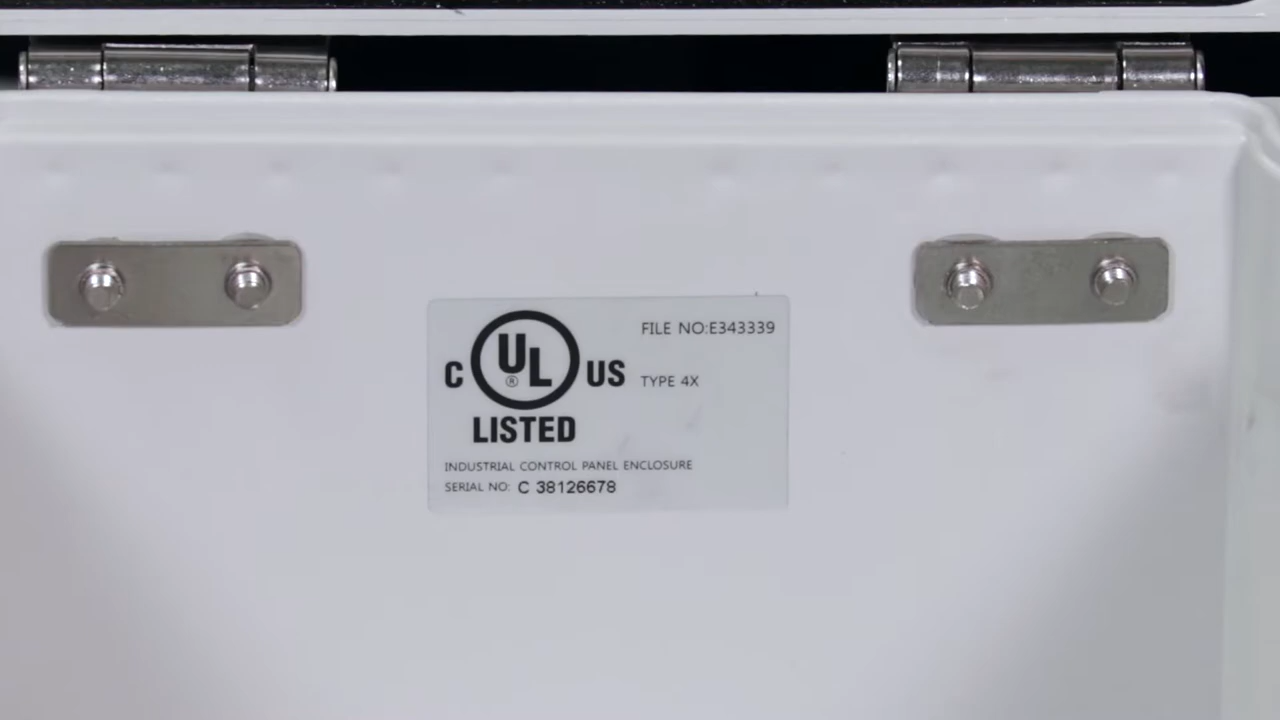 C UL® US
LISTED
FILE NO:E343339
TYPE 4X
INDUSTRIAL CONTROL PANEL ENCLOSURE
SERIAL NO: C 38126678